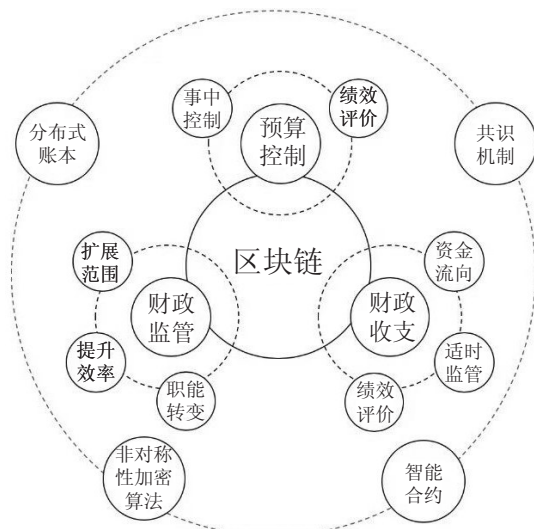 事中
控制
绩效
评价
预算
控制
分布式
账本
共识
机制
区块链
扩展
范围
资金
流向
财政
监管
财政
收支
提升
效率
适时
监管
职能
转变
绩效
评价
非对称
性加密
算法
智能
合约